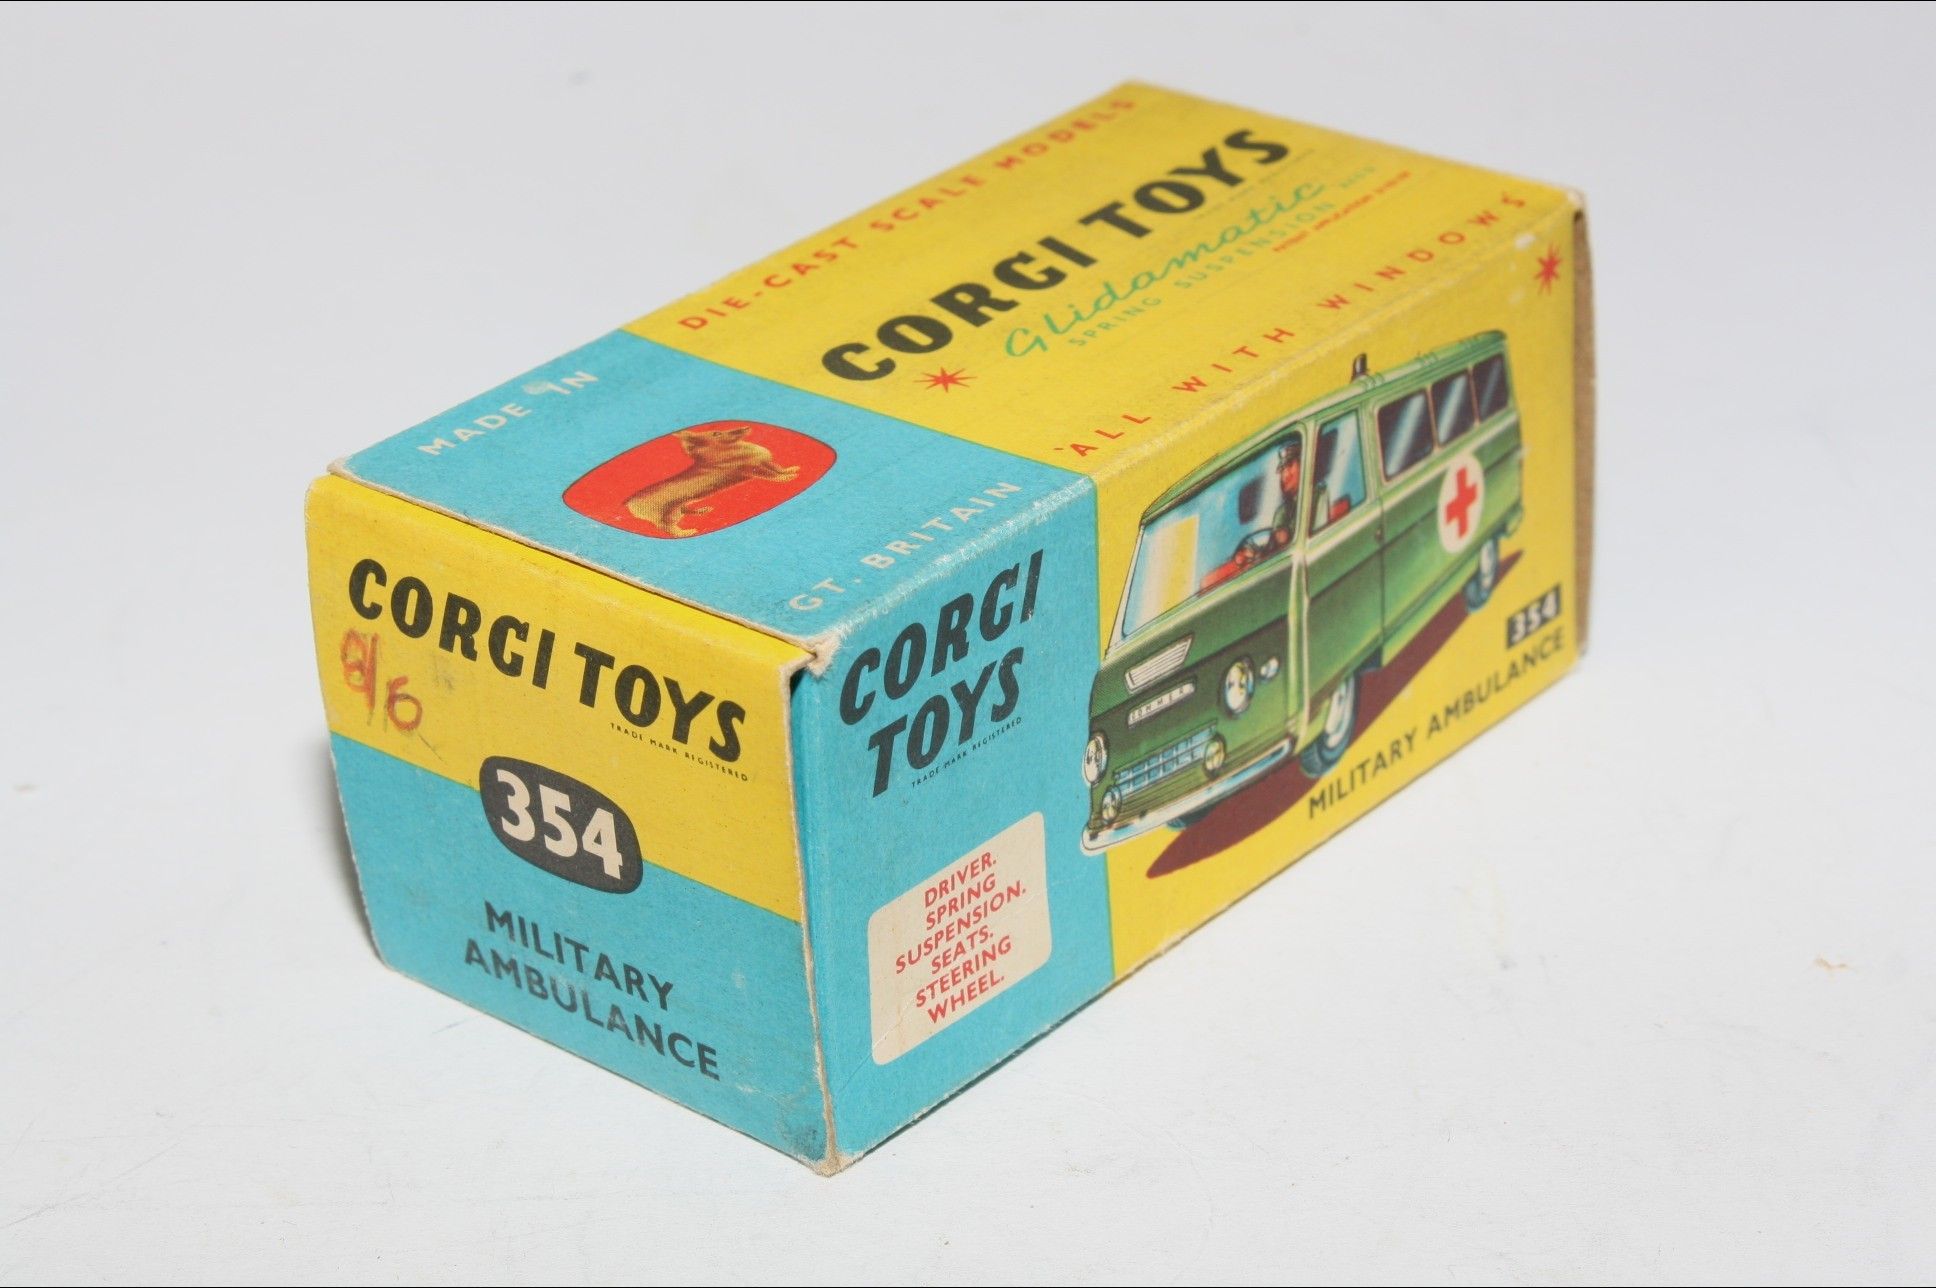 DIE-CAST SCALE MODELS
CORGI TOYS
Glidamatic
SPRING SUSPENSION
'ALL WITH WINDOWS
MADE IN
GT. BRITAIN
CORGI TOYS
TRADE MARK REGISTERED
8/6
354
MILITARY
AMBULANCE
CORGI
TOYS
TRADE MARK REGISTERED
DRIVER.
SPRING
SUSPENSION.
SEATS.
STEERING
WHEEL.
COMMER
354
MILITARY AMBULANCE